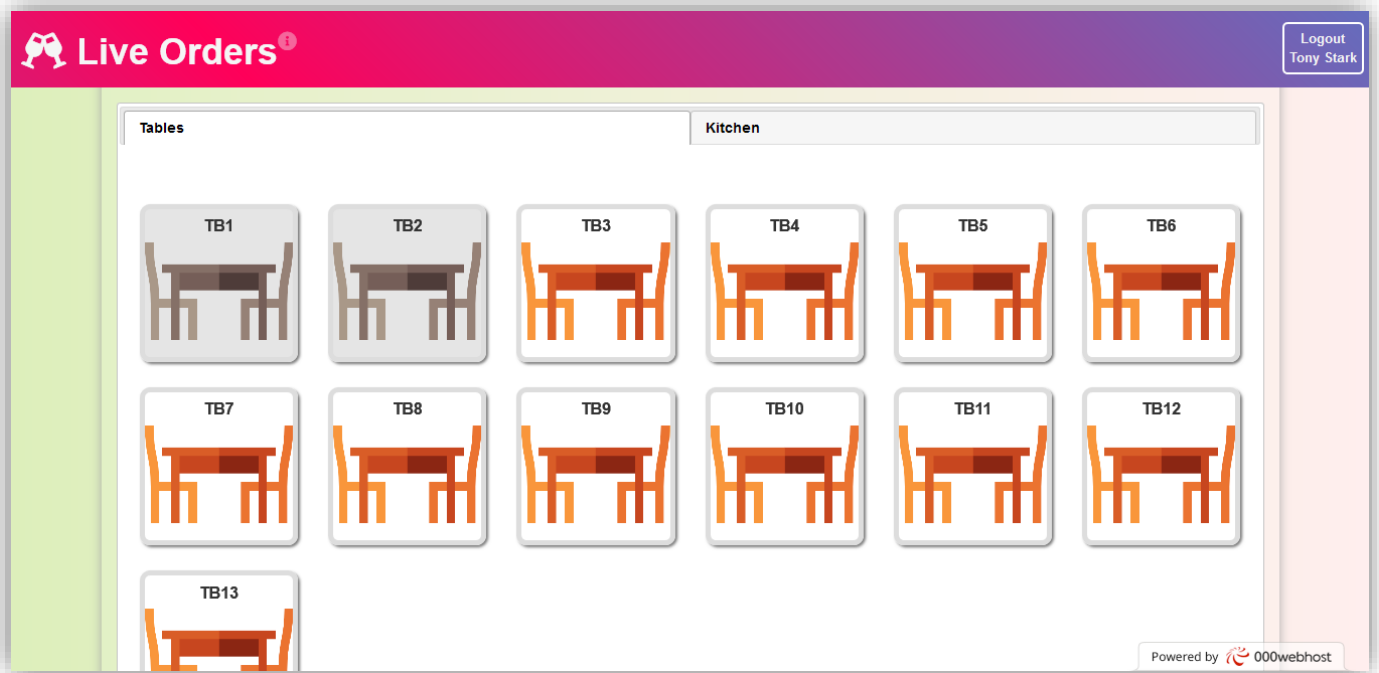 Live Orders
Logout
Tony Stark
Tables
Kitchen
TB1
TB2
TB3
TB4
TB5
TB6
TB7
TB8
TB9
TB10
TB11
TB12
TB13
Powered by 000webhost